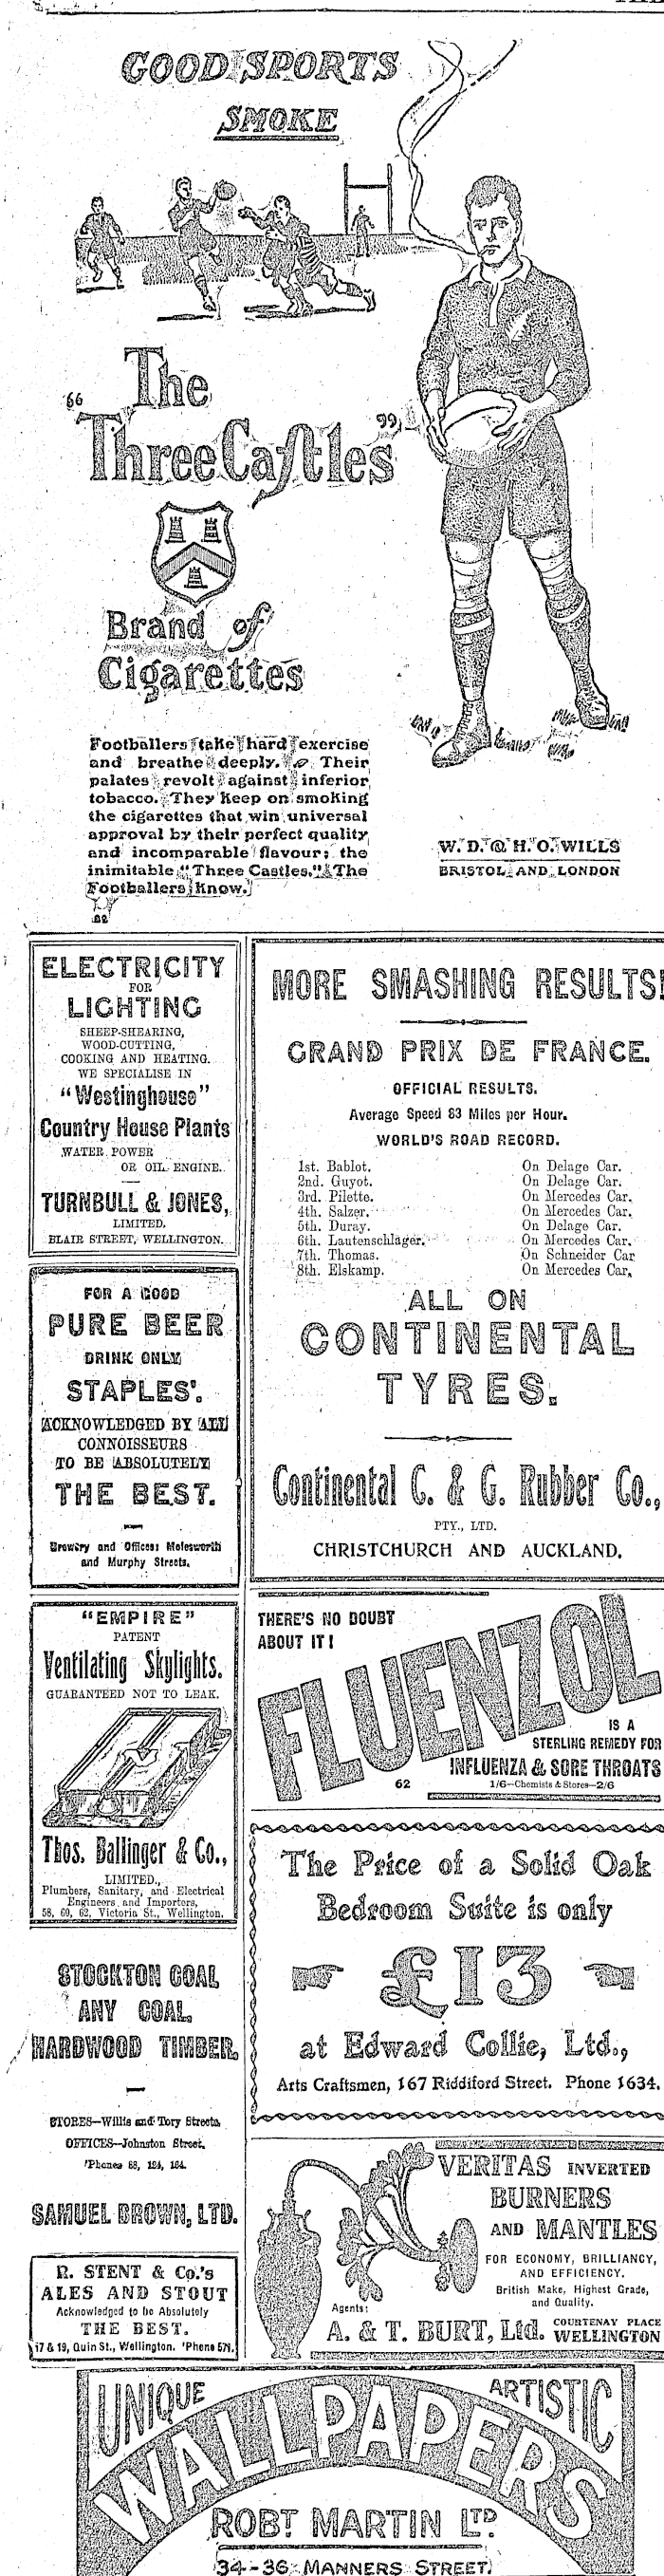 GOOD SPORTS
SMOKE
"The
Three Castles"
Brand of
Cigarettes
Footballers take hard exercise
and breathe deeply. Their
palates revolt against inferior
tobacco. They keep on smoking
the cigarettes that win universal
approval by their perfect quality
and incomparable flavour; the
inimitable "Three Castles." The
Footballers know.
82
W. D. & H. O. WILLS
BRISTOL AND LONDON
ELECTRICITY
FOR
LIGHTING
SHEEP-SHEARING,
WOOD-CUTTING,
COOKING AND HEATING.
WE SPECIALISE IN
"Westinghouse"
Country House Plants
WATER POWER
OR OIL ENGINE.
TURNBULL & JONES,
LIMITED.
BLAIR STREET, WELLINGTON.
FOR A GOOD
PURE BEER
DRINK ONLY
STAPLES'.
ACKNOWLEDGED BY ALL
CONNOISSEURS
TO BE ABSOLUTELY
THE BEST.
Brewery and Offices: Molesworth
and Murphy Streets.
"EMPIRE"
PATENT
Ventilating Skylights.
GUARANTEED NOT TO LEAK.
Thos. Ballinger & Co.,
LIMITED.,
Plumbers, Sanitary, and Electrical
Engineers and Importers,
58, 60, 62, Victoria St., Wellington.
STOCKTON COAL
ANY COAL.
HARDWOOD TIMBER.
STORES—Willis and Tory Streets.
OFFICES—Johnston Street.
'Phones 68, 124, 164.
SAMUEL BROWN, LTD.
R. STENT & Co.'s
ALES AND STOUT
Acknowledged to be Absolutely
THE BEST.
17 & 19, Quin St., Wellington. 'Phone 571.
MORE SMASHING RESULTS!
GRAND PRIX DE FRANCE.
OFFICIAL RESULTS.
Average Speed 83 Miles per Hour.
WORLD'S ROAD RECORD.
1st. Bablot. On Delage Car.
2nd. Guyot. On Delage Car.
3rd. Pilette. On Mercedes Car.
4th. Salzer. On Mercedes Car.
5th. Duray. On Delage Car.
6th. Lautenschlager. On Mercedes Car.
7th. Thomas. On Schneider Car
8th. Elskamp. On Mercedes Car,
ALL ON
CONTINENTAL
TYRES.
Continental C. & G. Rubber Co.,
PTY., LTD.
CHRISTCHURCH AND AUCKLAND.
THERE'S NO DOUBT
ABOUT IT!
FLUENZOL
IS A
STERLING REMEDY FOR
INFLUENZA & SORE THROATS
62 1/6—Chemists & Stores—2/6
The Price of a Solid Oak
Bedroom Suite is only
£13
at Edward Collie, Ltd.,
Arts Craftsmen, 167 Riddiford Street. Phone 1634.
VERITAS INVERTED
BURNERS
AND MANTLES
FOR ECONOMY, BRILLIANCY,
AND EFFICIENCY.
British Make, Highest Grade,
and Quality.
Agents:
A. & T. BURT, Ltd. COURTENAY PLACE
WELLINGTON
UNIQUE ARTISTIC
WALLPAPERS
ROBT MARTIN LTD.
34-36 MANNERS STREET.